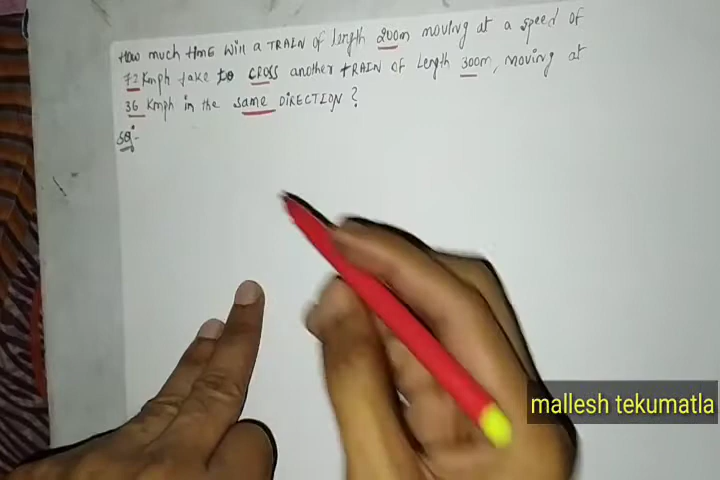 How much time will a TRAIN of length 200m moving at a speed of
72 Kmph take to CROSS another TRAIN of Length 300m, moving at
36 Kmph in the same DIRECTION ?
Sol:-
mallesh tekumatla